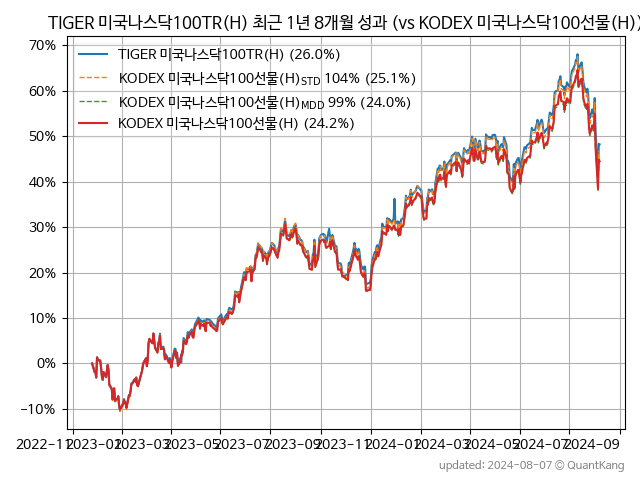 TIGER 미국나스닥100TR(H) 최근 1년 8개월 성과 (vs KODEX 미국나스닥100선물(H))
70%
60%
50%
40%
30%
20%
10%
0%
−10%
TIGER 미국나스닥100TR(H) (26.0%)
KODEX 미국나스닥100선물(H)STD 104% (25.1%)
KODEX 미국나스닥100선물(H)MDD 99% (24.0%)
KODEX 미국나스닥100선물(H) (24.2%)
2022-11 2023-01 2023-03 2023-05 2023-07 2023-09 2023-11 2024-01 2024-03 2024-05 2024-07 2024-09
updated: 2024-08-07 ⓒ QuantKang